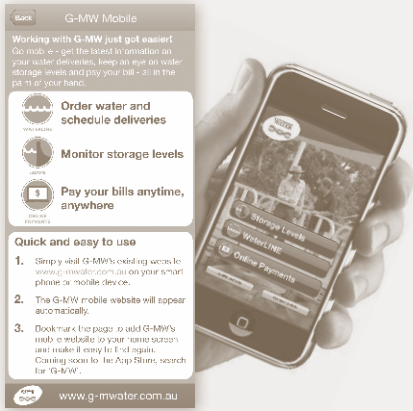 Back
G-MW Mobile
Working with G-MW just got easier!
Go mobile - get the latest information on
your water deliveries, keep an eye on water
storage levels and pay your bill - all in the
palm of your hand.
WATERLINE
Order water and
schedule deliveries
Monitor storage levels
ONLINE
PAYMENTS
Pay your bills anytime,
anywhere
Quick and easy to use
1. Simply visit G-MW's existing website
www.g-mwater.com.au on your smart
phone or mobile device.
2. The G-MW mobile website will appear
automatically.
3. Bookmark the page to add G-MW's
mobile website to your home screen
and make it easy to find again.
Coming soon to the App Store, search
for 'G-MW'.
www.g-mwater.com.au
WATER
Storage Levels
WaterLINE
Online Payments